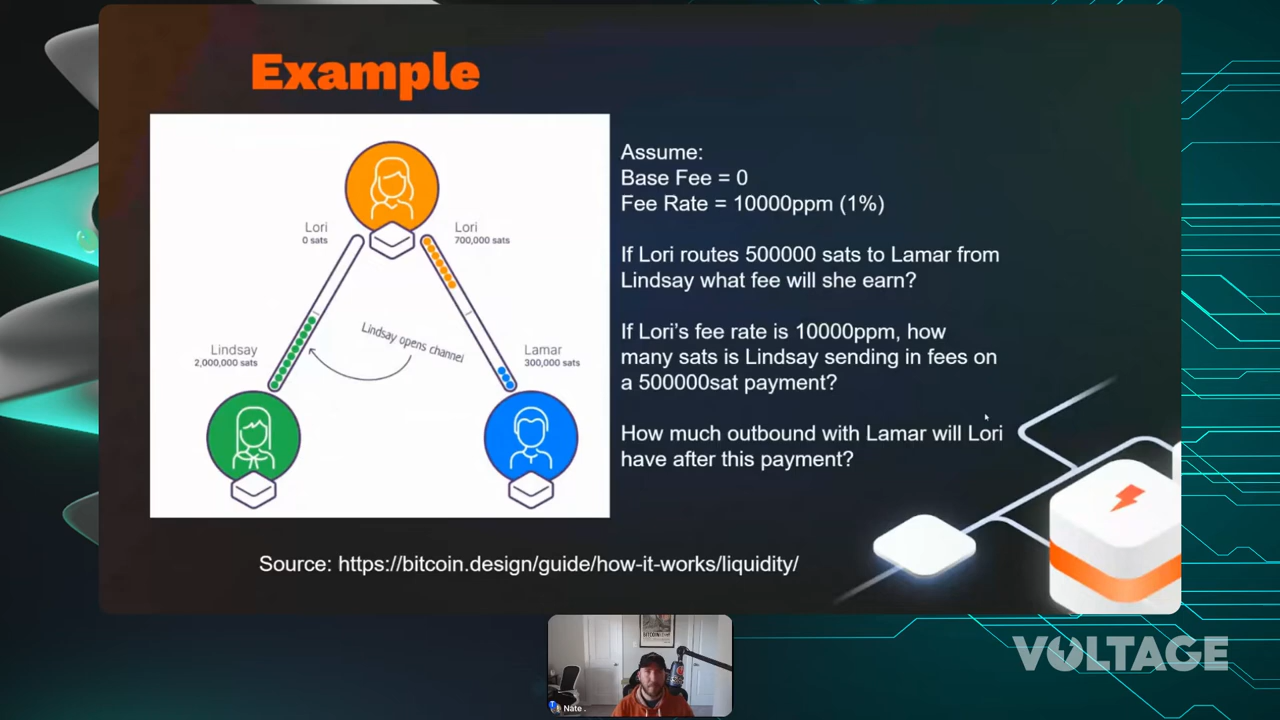 Example
Assume:
Base Fee = 0
Fee Rate = 10000ppm (1%)
If Lori routes 500000 sats to Lamar from
Lindsay what fee will she earn?
If Lori's fee rate is 10000ppm, how
many sats is Lindsay sending in fees on
a 500000sat payment?
How much outbound with Lamar will Lori
have after this payment?
Lori
0 sats
Lori
700,000 sats
Lindsay opens channel
Lindsay
2,000,000 sats
Lamar
300,000 sats
Source: https://bitcoin.design/guide/how-it-works/liquidity/
VOLTAGE
Nate